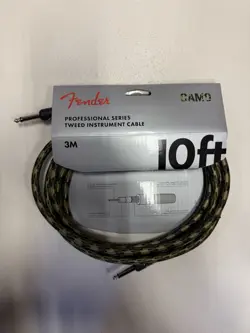 Fender
CAMO
PROFESSIONAL SERIES
TWEED INSTRUMENT CABLE
3M
10ft